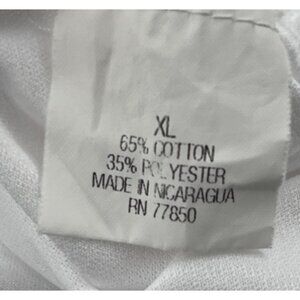 XL
65% COTTON
35% POLYESTER
MADE IN NICARAGUA
RN 77850